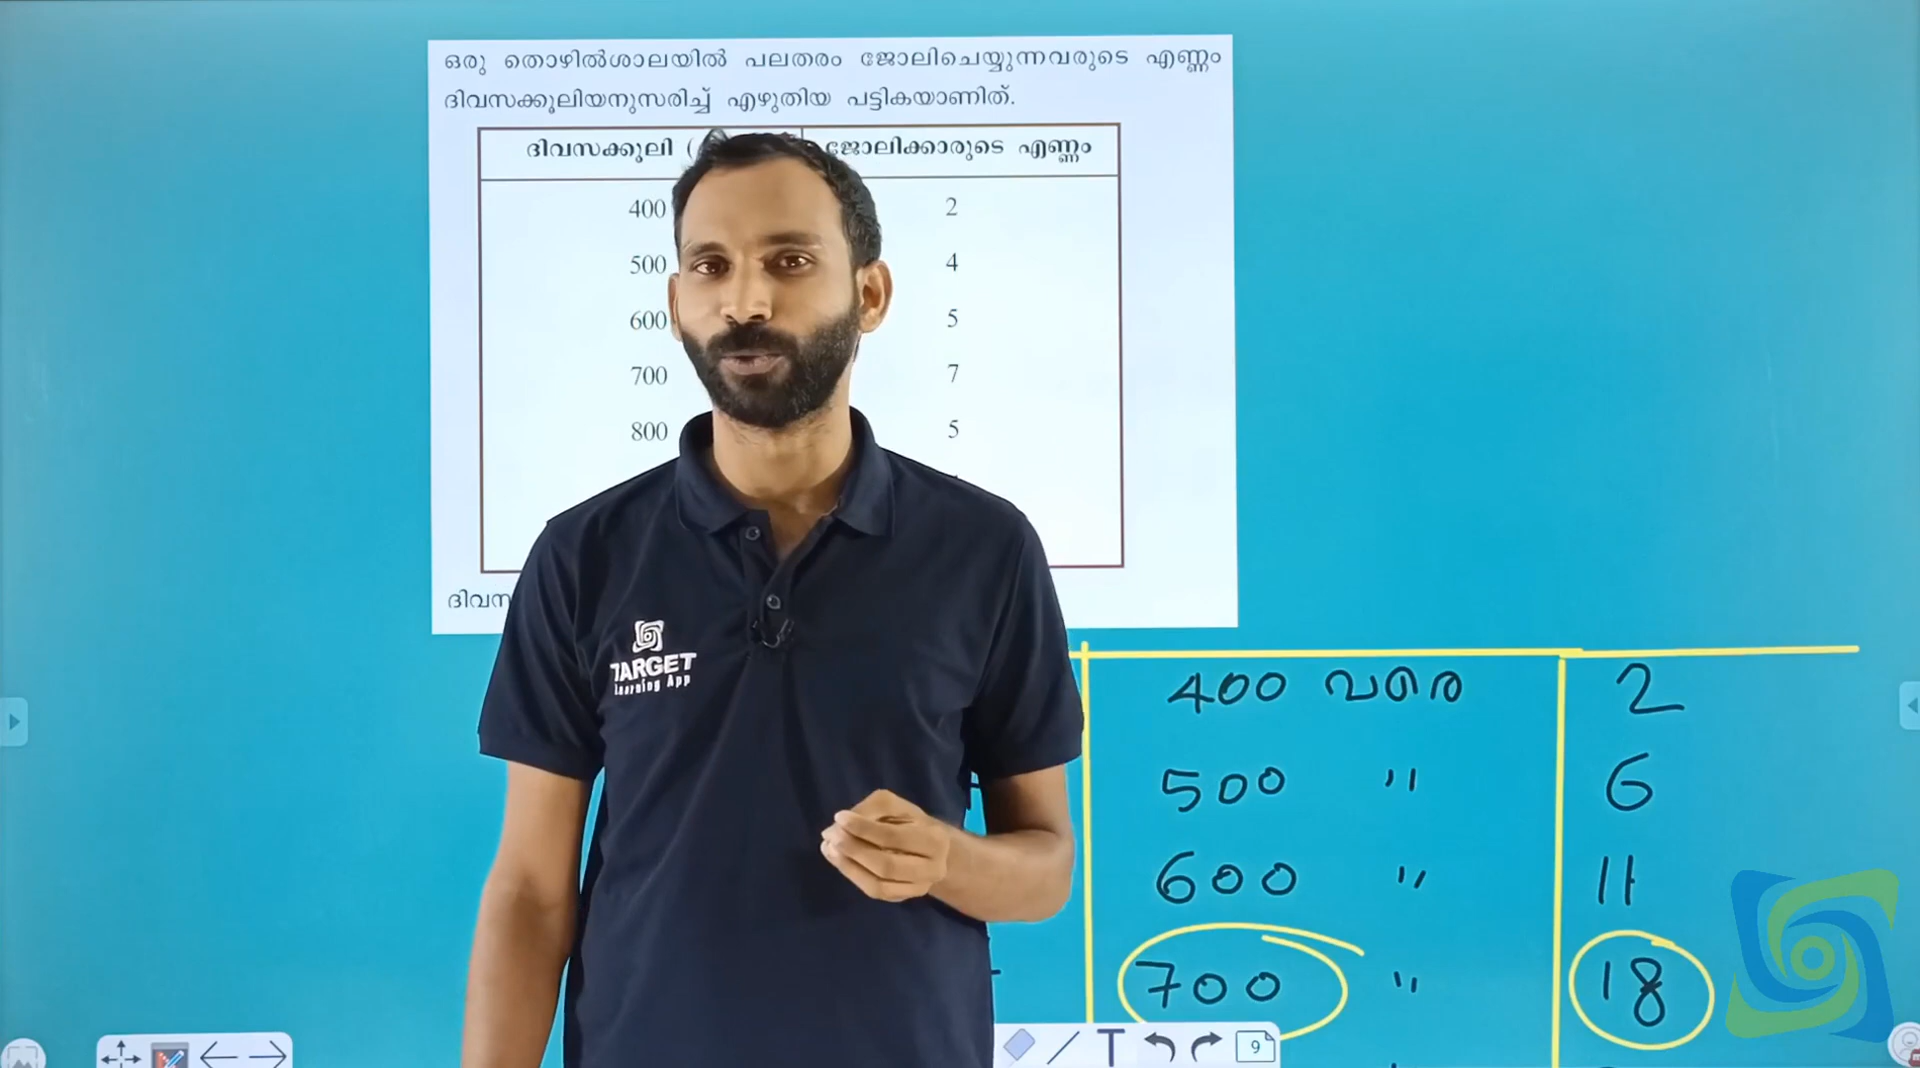 ഒരു തൊഴിൽശാലയിൽ പലതരം ജോലിചെയ്യുന്നവരുടെ എണ്ണം
ദിവസക്കൂലിയനുസരിച്ച് എഴുതിയ പട്ടികയാണിത്.
ദിവസക്കൂലി ( ജോലിക്കാരുടെ എണ്ണം
400 2
500 4
600 5
700 7
800 5
TARGET
Learning App
400 വരെ 2
500 " 6
600 " 11
700 " 18
T 9